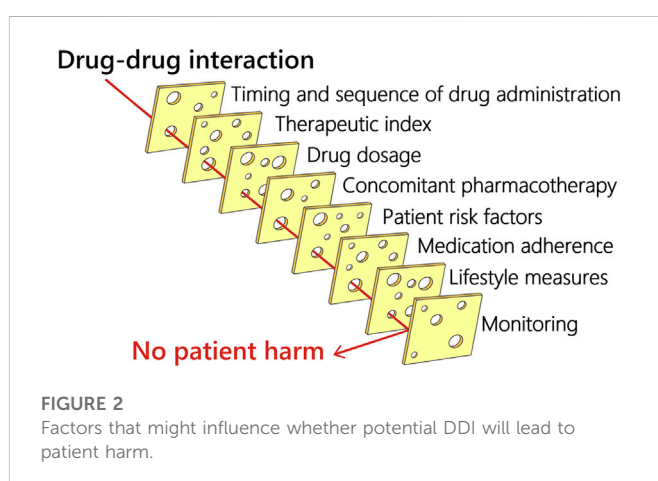 Drug-drug interaction
Timing and sequence of drug administration
Therapeutic index
Drug dosage
Concomitant pharmacotherapy
Patient risk factors
Medication adherence
Lifestyle measures
Monitoring
No patient harm
FIGURE 2
Factors that might influence whether potential DDI will lead to
patient harm.